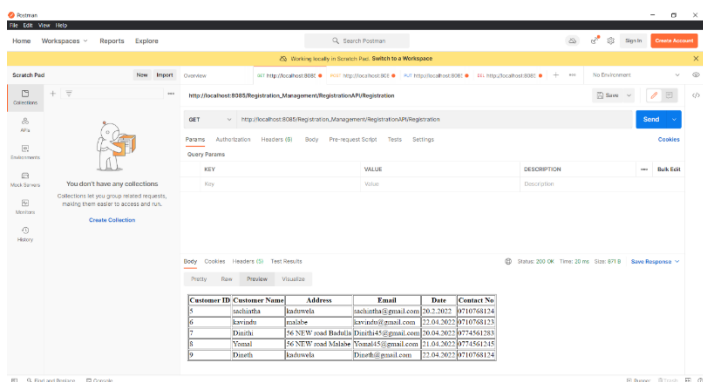 Postman
File Edit View Help
Home Workspaces Reports Explore
Search Postman
Sign In
Create Account
Working locally in Scratch Pad. Switch to a Workspace
Scratch Pad
New Import
Overview
No Environment
http://localhost:8085/Registration_Management/RegistrationAPI/Registration
Save
GET
http://localhost:8085/Registration_Management/RegistrationAPI/Registration
Send
Params Authorization Headers (6) Body Pre-request Script Tests Settings
Cookies
Query Params
KEY VALUE DESCRIPTION
Bulk Edit
Key Value Description
Collections
APIs
Environments
Mock Servers
Monitors
History
You don't have any collections
Collections let you group related requests,
making them easier to access and run.
Create Collection
Body Cookies Headers (5) Test Results
Status: 200 OK Time: 20 ms Size: 871 B
Save Response
Pretty Raw Preview Visualize
Customer ID Customer Name Address Email Date Contact No
5 sachintha kaduwela sachintha@gmail.com 20.2.2022 0710768124
6 kavindu malabe kavindu@gmail.com 22.04.2022 0710768123
7 Dinithi 56 NEW road Badulla Dinithi45@gmail.com 20.04.2022 0774561283
8 Yomal 56 NEW road Malabe Yomal45@gmail.com 21.04.2022 0774561245
9 Dineth kaduwela Dineth@gmail.com 22.04.2022 0710768124
Find and Replace Console
Runner